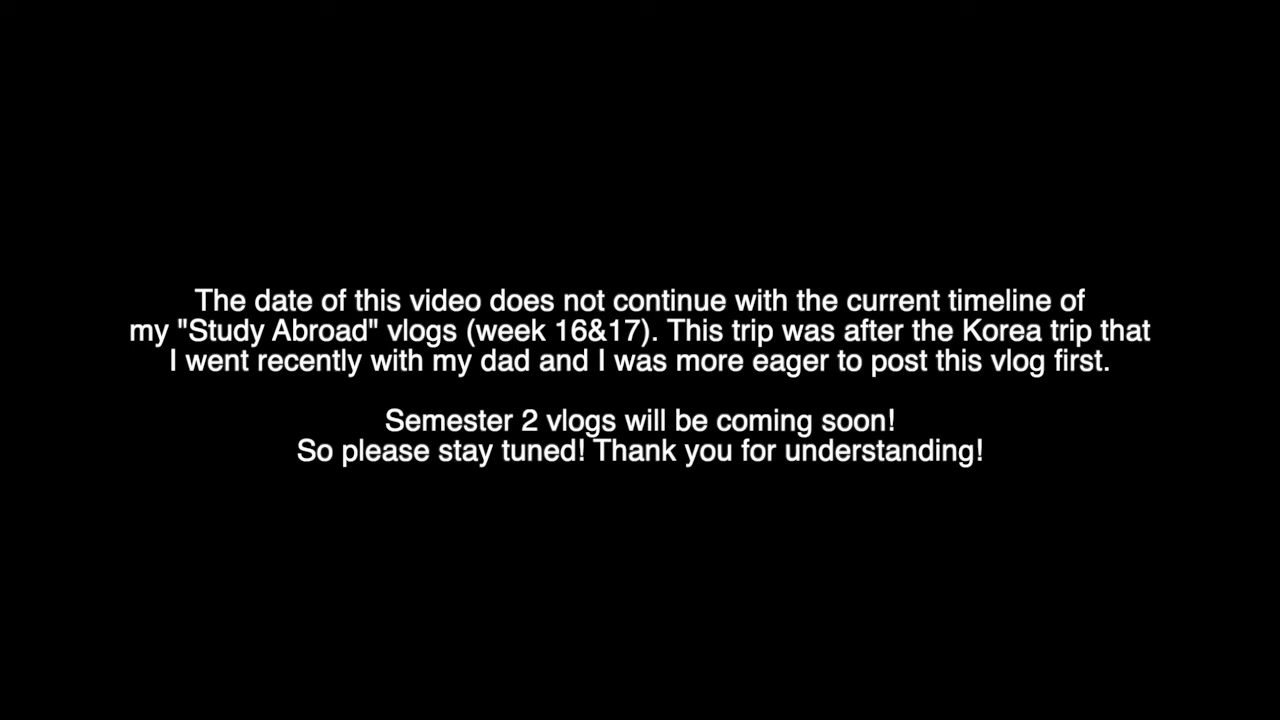 The date of this video does not continue with the current timeline of
my "Study Abroad" vlogs (week 16&17). This trip was after the Korea trip that
I went recently with my dad and I was more eager to post this vlog first.
Semester 2 vlogs will be coming soon!
So please stay tuned! Thank you for understanding!